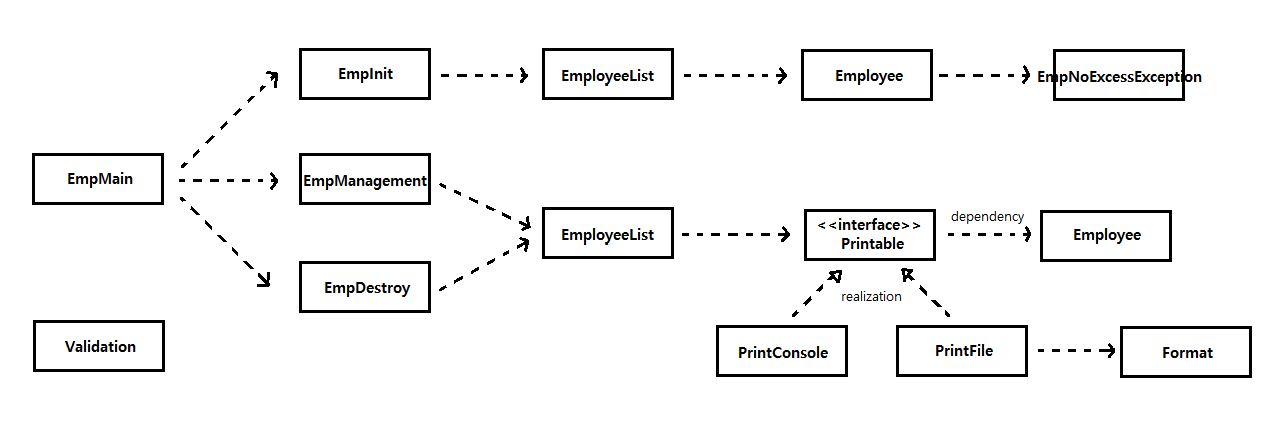 EmpInit
EmployeeList
Employee
EmpNoExcessException
EmpMain
EmpManagement
EmployeeList
<<interface>>
Printable
dependency
Employee
EmpDestroy
realization
Validation
PrintConsole
PrintFile
Format